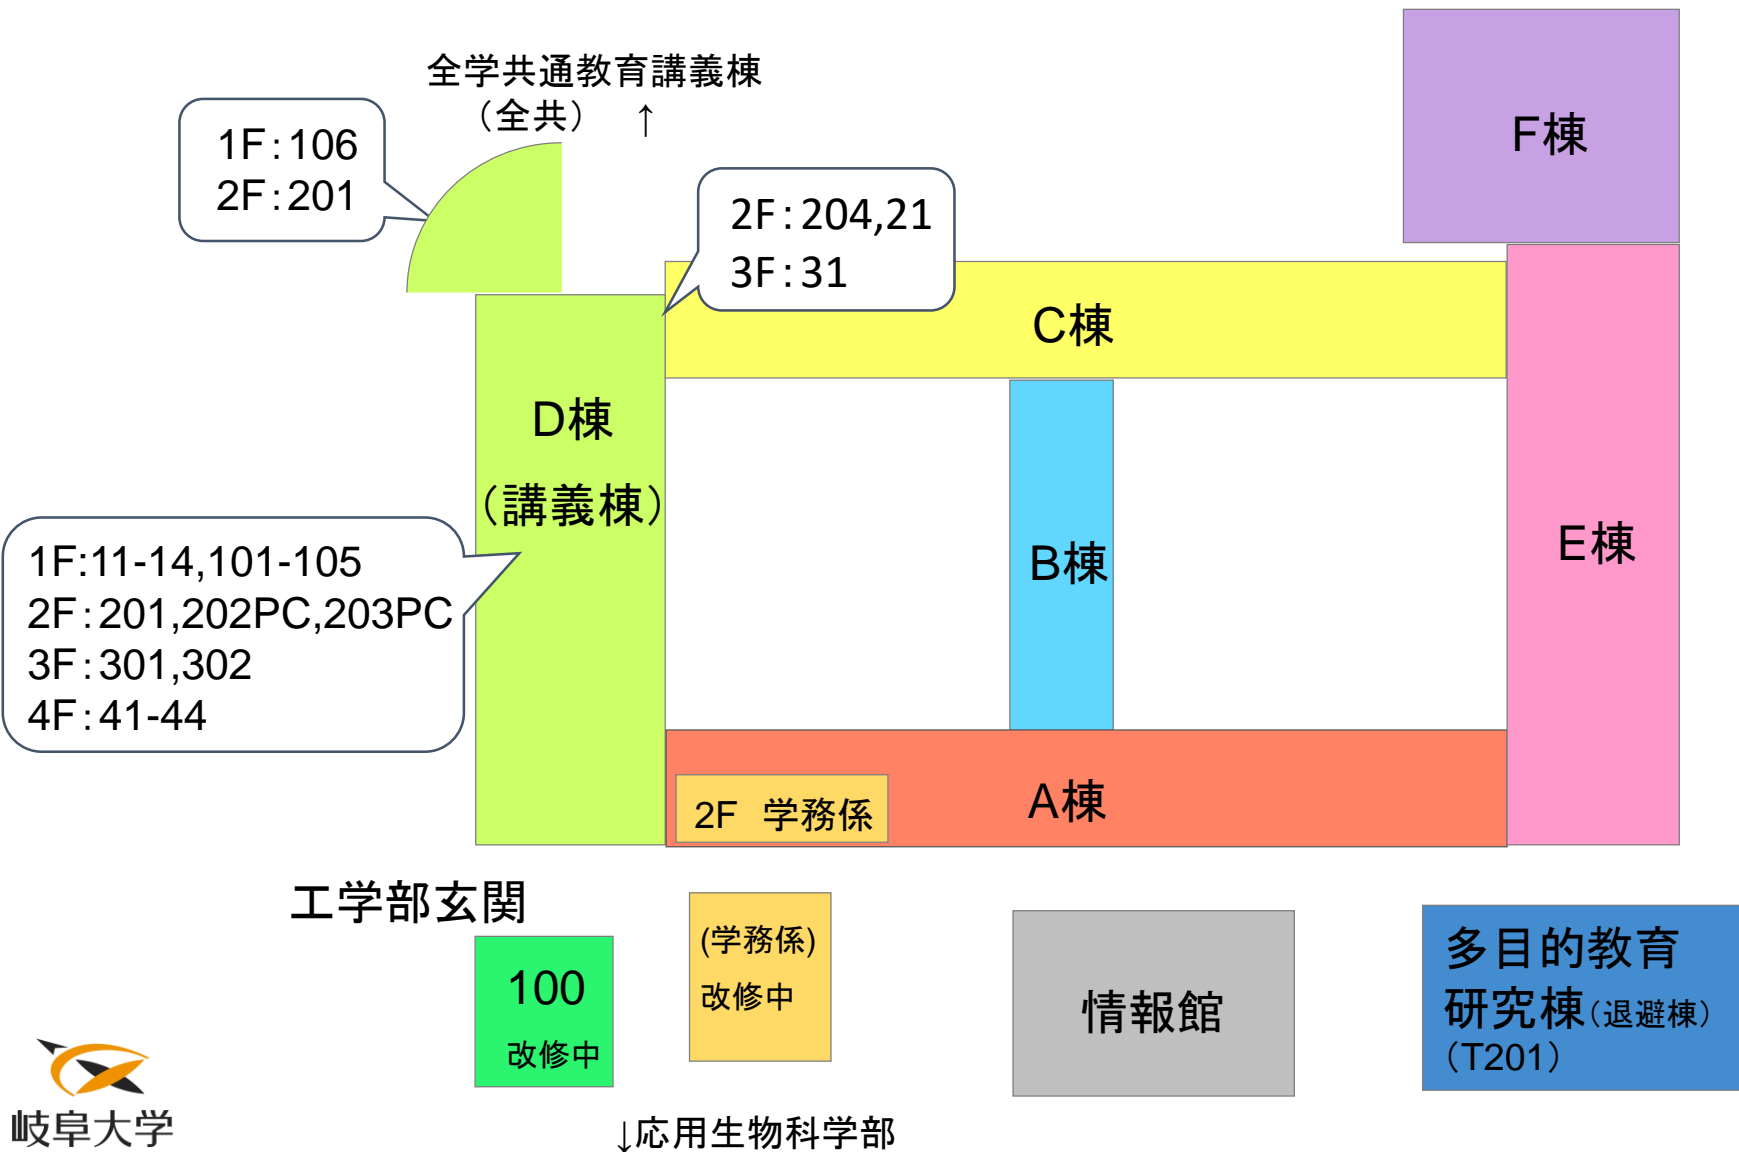 全学共通教育講義棟
（全共）　↑
1F：106
2F：201
2F：204,21
3F：31
F棟
C棟
D棟
（講義棟）
1F:11-14,101-105
2F：201,202PC,203PC
3F：301,302
4F：41-44
B棟
E棟
A棟
2F　学務係
工学部玄関
100
改修中
(学務係)
改修中
情報館
多目的教育
研究棟（退避棟）
（T201）
岐阜大学
↓応用生物科学部